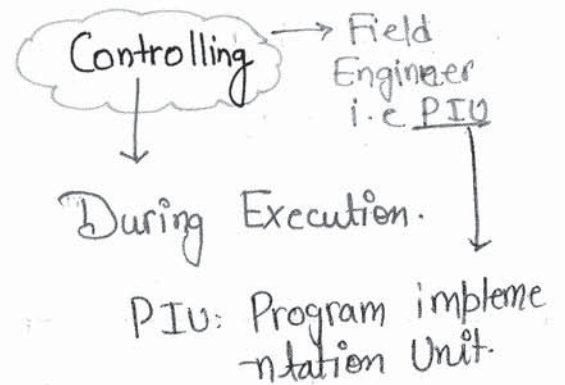 Controlling → Field
Engineer
i.e PIU
During Execution.
PIU: Program impleme
ntation Unit.